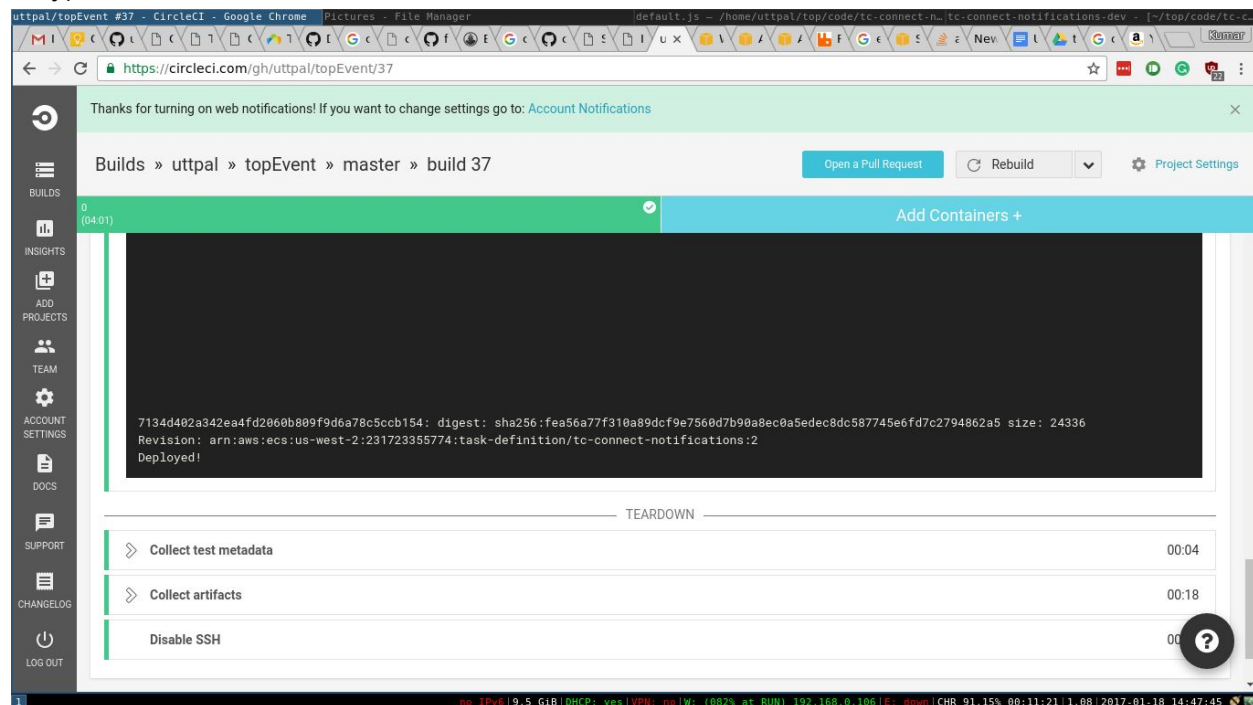 uttpal/topEvent #37 - CircleCI - Google Chrome
Pictures - File Manager
default.js — /home/uttpal/top/code/tc-connect-n…
tc-connect-notifications-dev - [~/top/code/tc-c…
New
Kumar
https://circleci.com/gh/uttpal/topEvent/37
22
Thanks for turning on web notifications! If you want to change settings go to: Account Notifications
Builds » uttpal » topEvent » master » build 37
Open a Pull Request
Rebuild
Project Settings
BUILDS
INSIGHTS
ADD
PROJECTS
TEAM
ACCOUNT
SETTINGS
DOCS
SUPPORT
CHANGELOG
LOG OUT
0
(04:01)
Add Containers +
7134d402a342ea4fd2060b809f9d6a78c5ccb154: digest: sha256:fea56a77f310a89dcf9e7560d7b90a8ec0a5edec8dc587745e6fd7c2794862a5 size: 24336
Revision: arn:aws:ecs:us-west-2:231723355774:task-definition/tc-connect-notifications:2
Deployed!
TEARDOWN
Collect test metadata
00:04
Collect artifacts
00:18
Disable SSH
?
1
no IPv6|9.5 GiB|DHCP: yes|VPN: no|W: (082% at RUN) 192.168.0.106|E: down|CHR 91.15% 00:11:21|1.08|2017-01-18 14:47:45